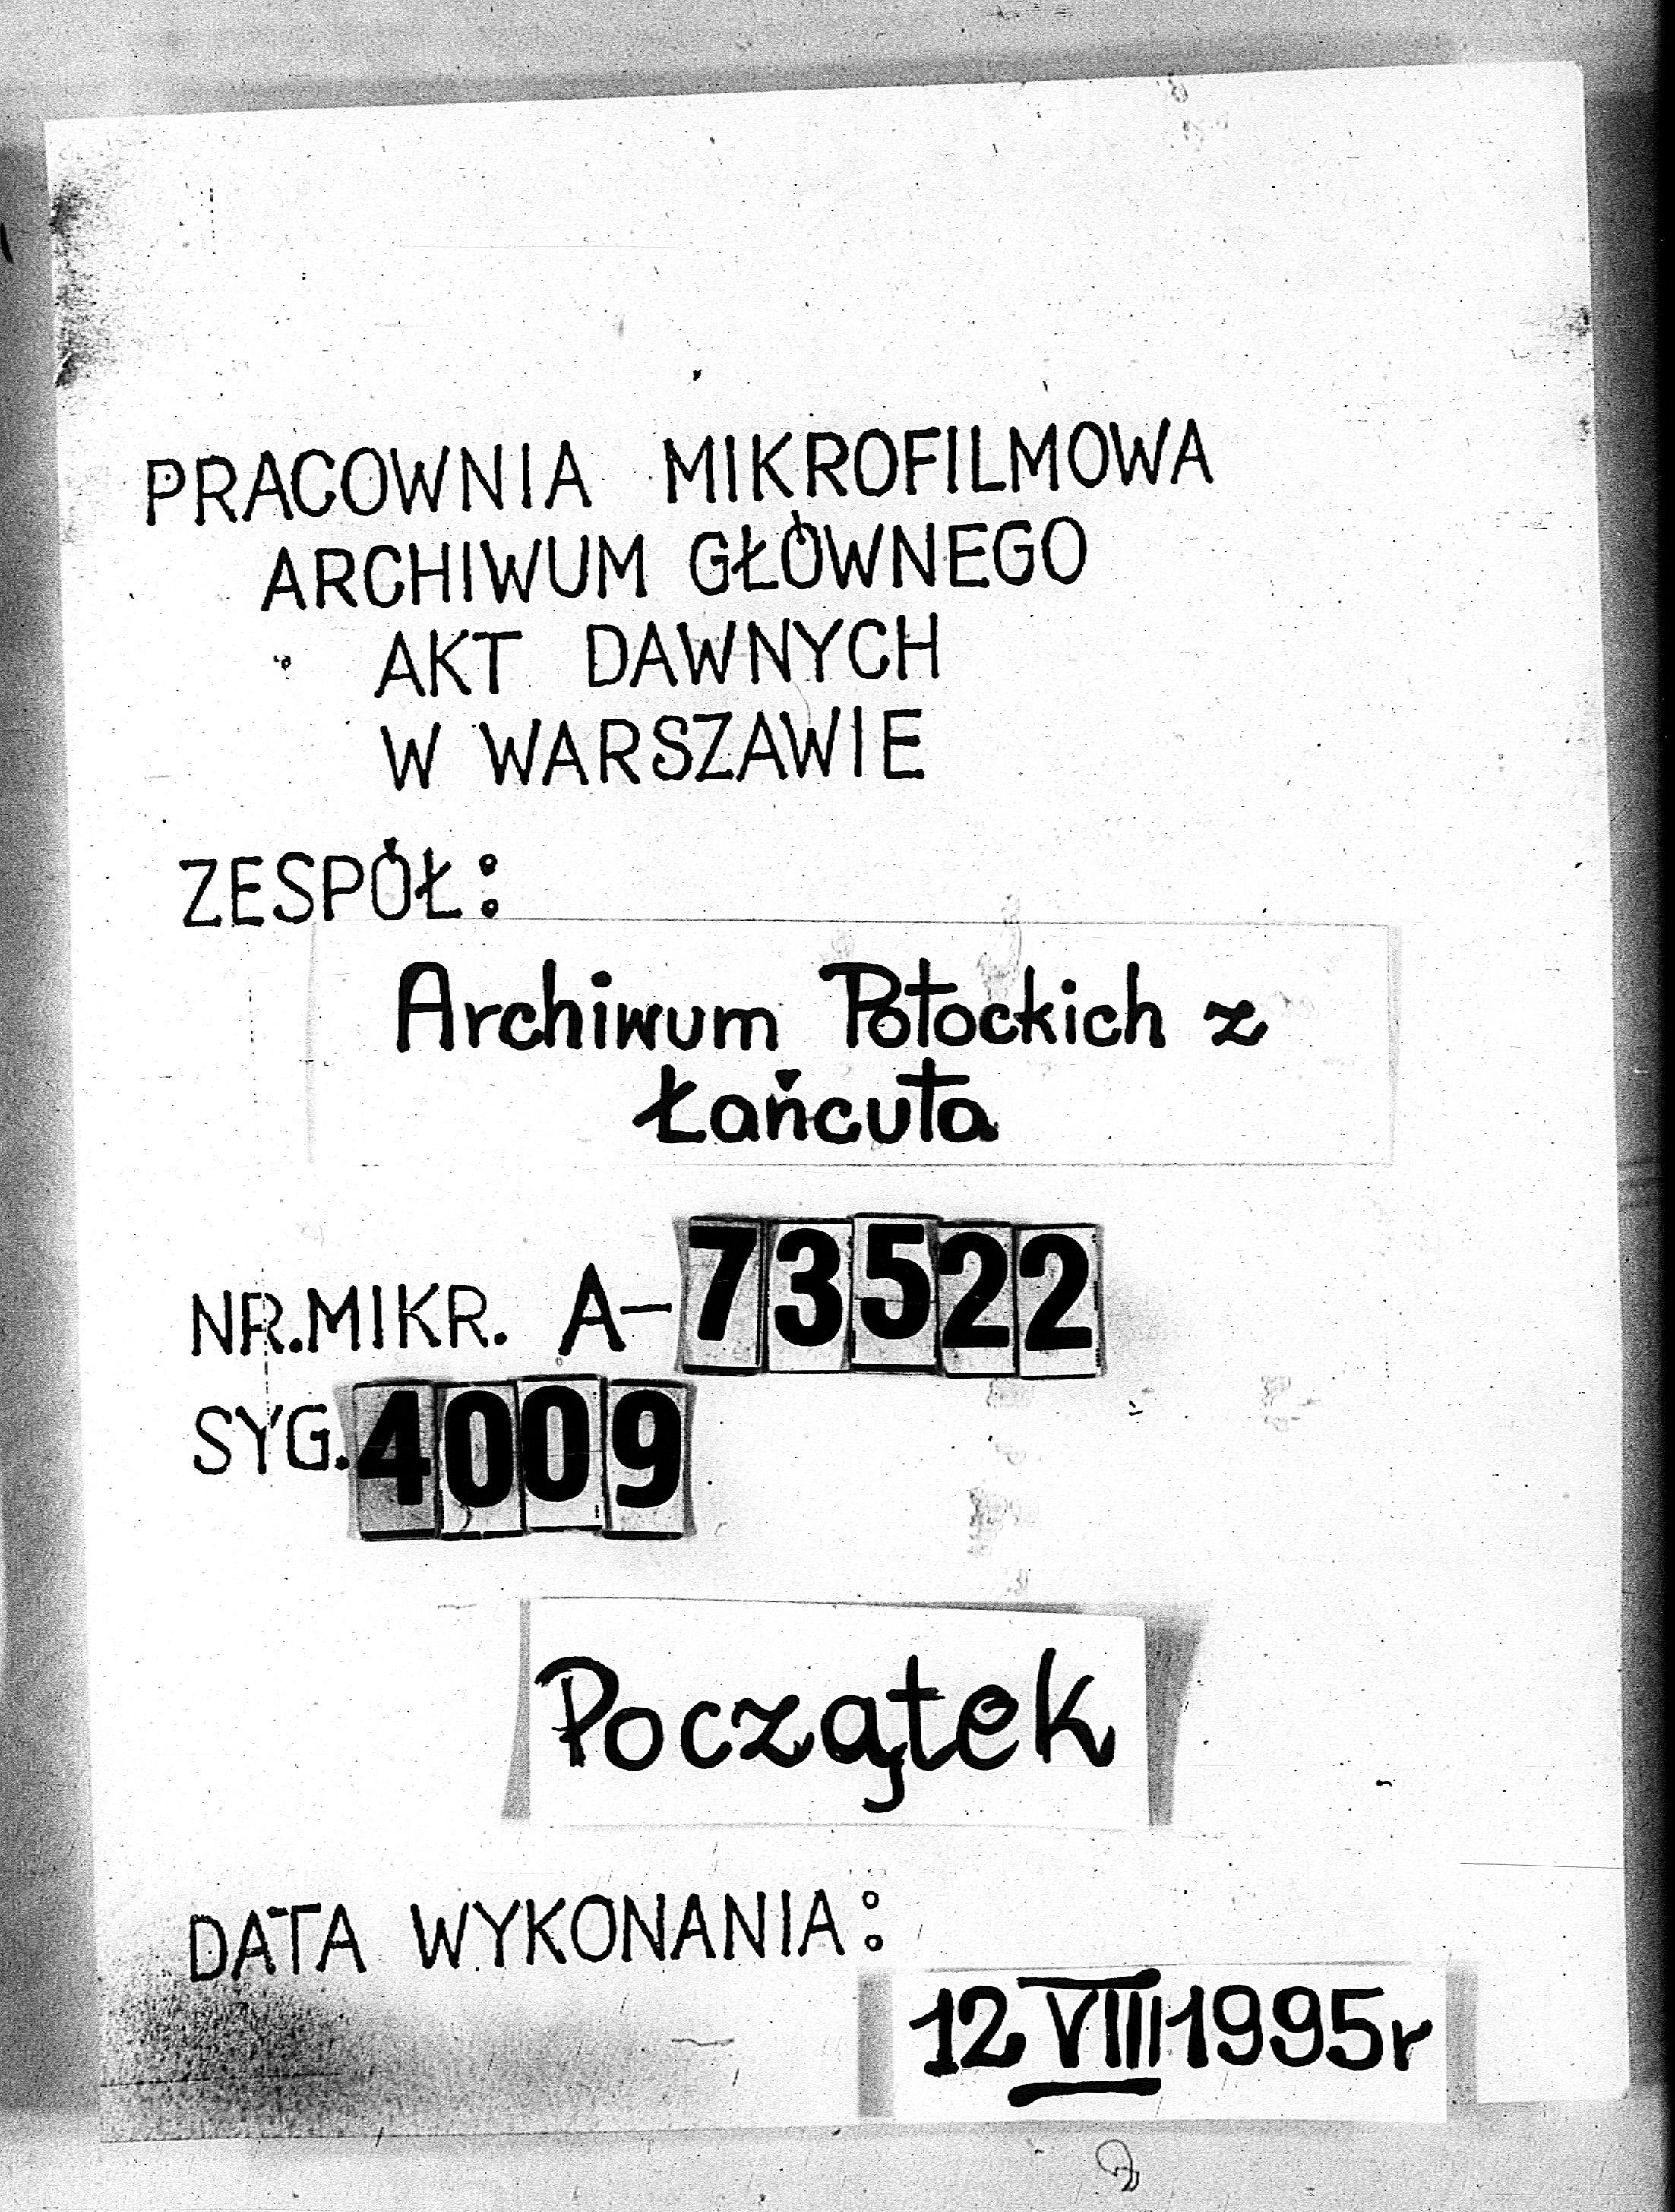 PRACOWNIA MIKROFILMOWA
ARCHIWUM GŁÓWNEGO
AKT DAWNYCH
W WARSZAWIE
ZESPÓŁ:
Archiwum Potockich z
Łańcuta
NR.MIKR. A-73522
SYG. 4009
Początek
DATA WYKONANIA:
12 VIII 1995r